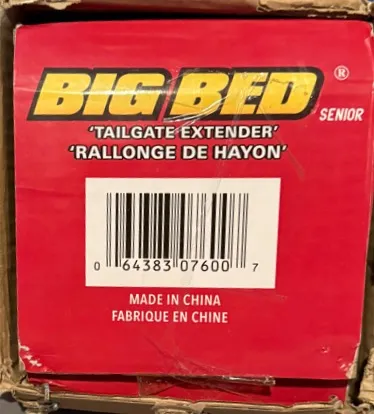 BIG BED ®
SENIOR
'TAILGATE EXTENDER'
'RALLONGE DE HAYON'
0 64383 07600 7
MADE IN CHINA
FABRIQUE EN CHINE